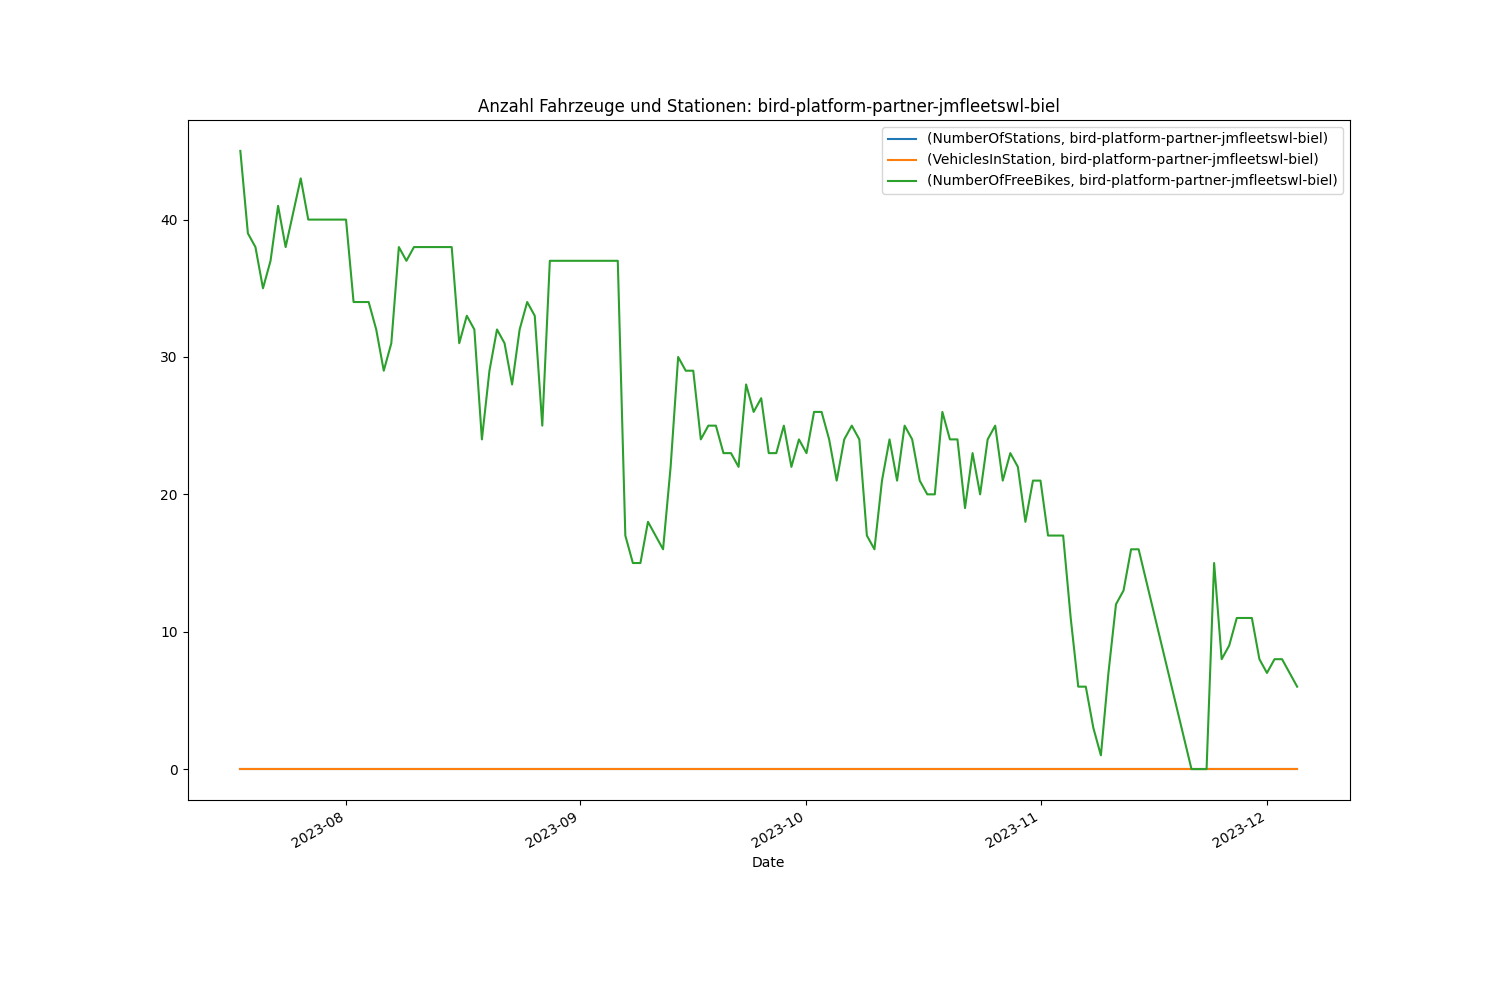 Anzahl Fahrzeuge und Stationen: bird-platform-partner-jmfleetswl-biel
(NumberOfStations, bird-platform-partner-jmfleetswl-biel)
(VehiclesInStation, bird-platform-partner-jmfleetswl-biel)
(NumberOfFreeBikes, bird-platform-partner-jmfleetswl-biel)
40
30
20
10
0
2023-08
2023-09
2023-10
2023-11
2023-12
Date